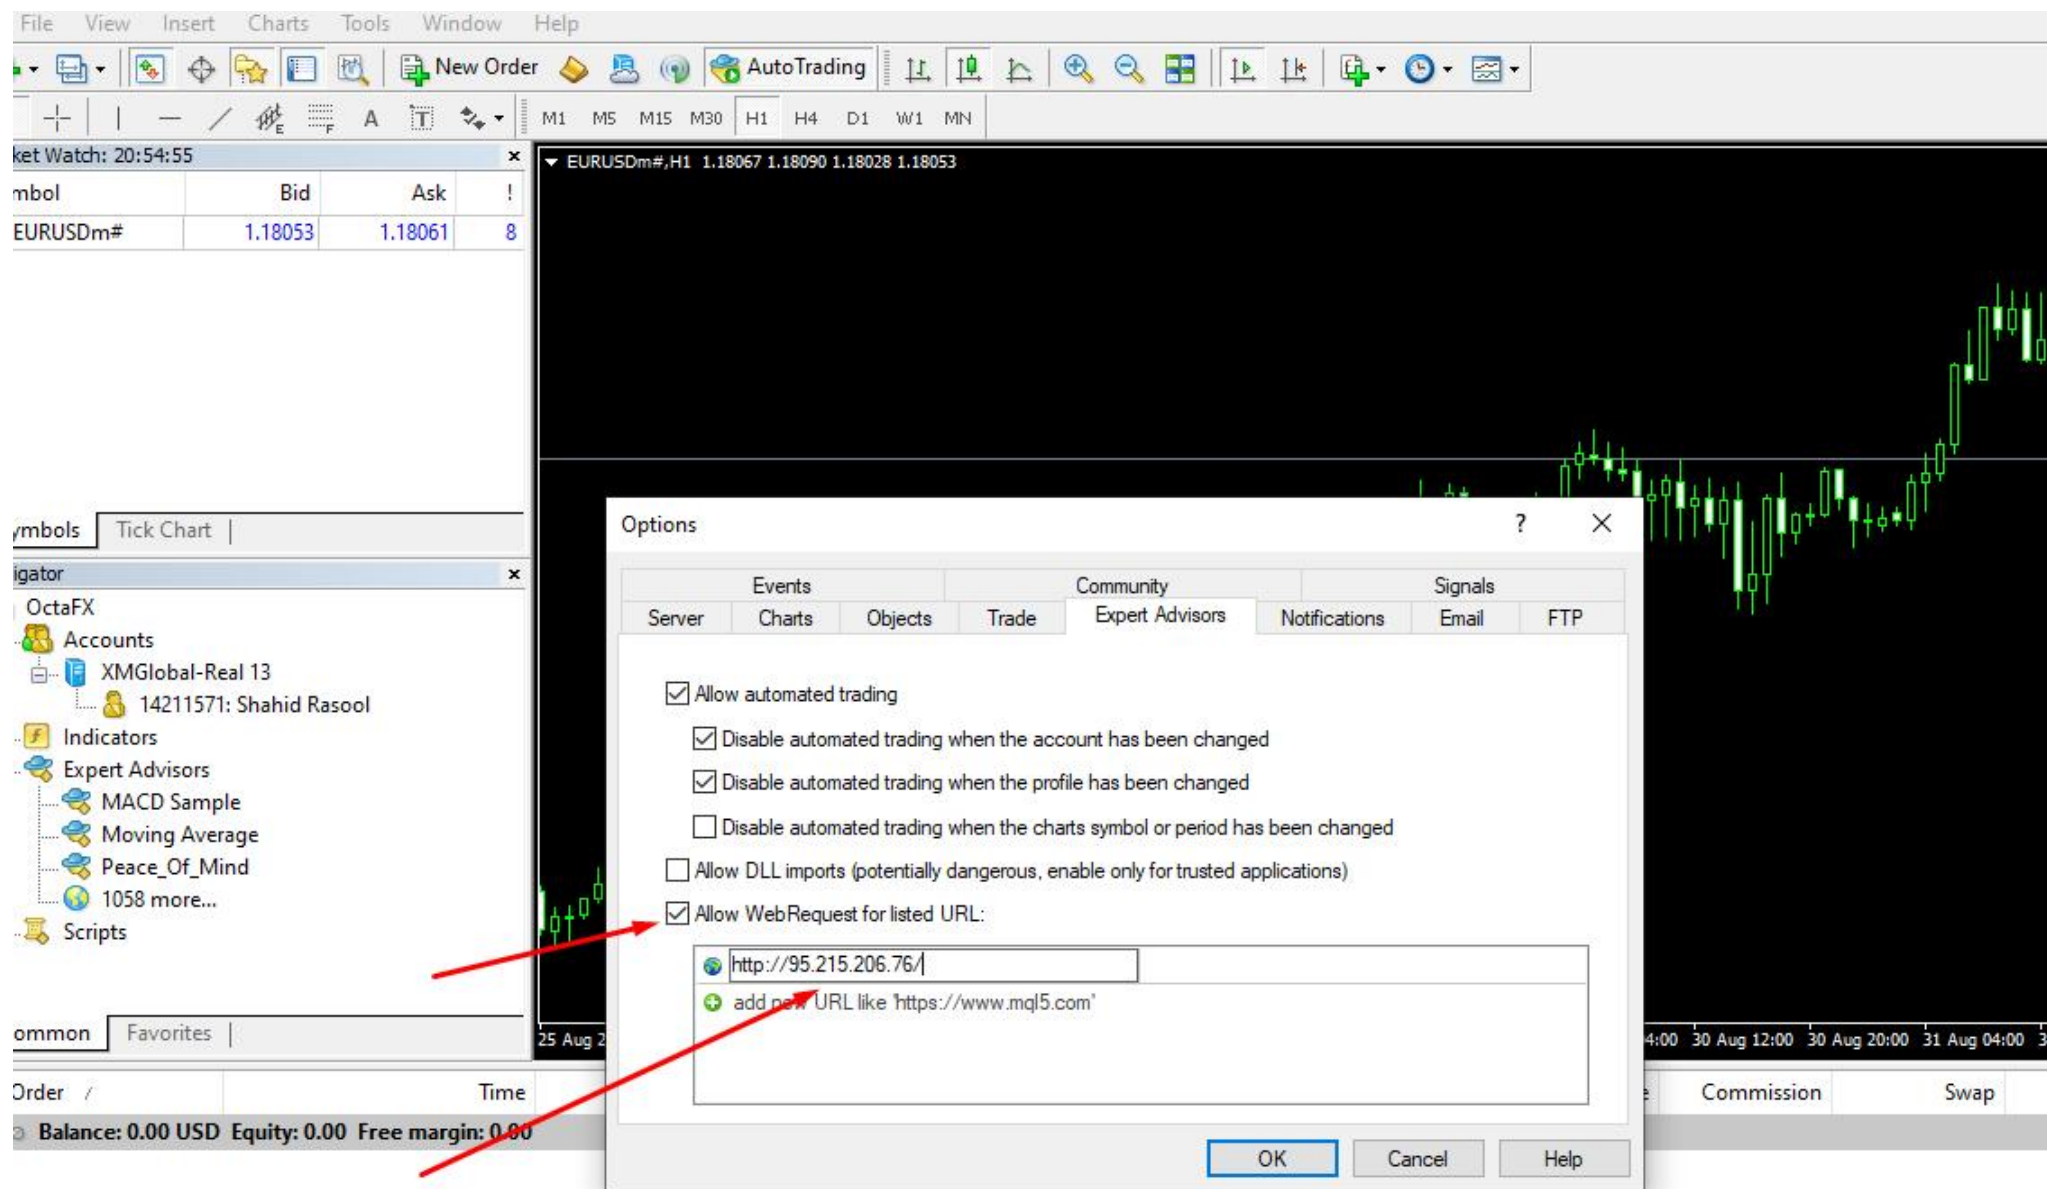 File View Insert Charts Tools Window Help
New Order AutoTrading
E F A T M1 M5 M15 M30 H1 H4 D1 W1 MN
ket Watch: 20:54:55
mbol Bid Ask !
EURUSDm# 1.18053 1.18061 8
ymbols Tick Chart
EURUSDm#,H1 1.18067 1.18090 1.18028 1.18053
igator
OctaFX
Accounts
XMGlobal-Real 13
14211571: Shahid Rasool
Indicators
Expert Advisors
MACD Sample
Moving Average
Peace_Of_Mind
1058 more...
Scripts
ommon Favorites
Options ?
Events Community Signals
Server Charts Objects Trade Expert Advisors Notifications Email FTP
Allow automated trading
Disable automated trading when the account has been changed
Disable automated trading when the profile has been changed
Disable automated trading when the charts symbol or period has been changed
Allow DLL imports (potentially dangerous, enable only for trusted applications)
Allow WebRequest for listed URL:
http://95.215.206.76/
add new URL like 'https://www.mql5.com'
OK Cancel Help
25 Aug 2 4:00 30 Aug 12:00 30 Aug 20:00 31 Aug 04:00 3
Order / Time e Commission Swap
Balance: 0.00 USD Equity: 0.00 Free margin: 0.00